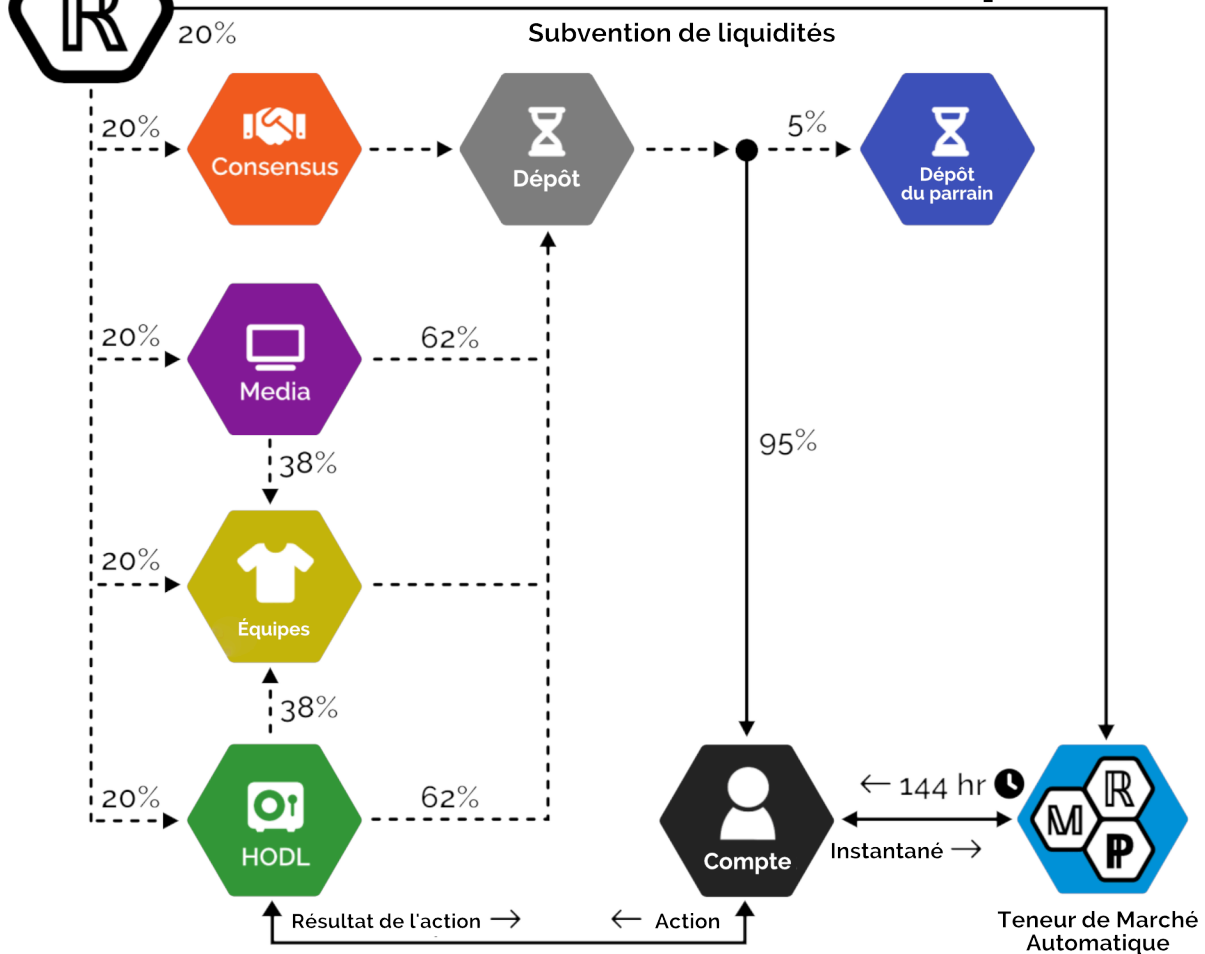 R
20%
Subvention de liquidités
20%
Consensus
Dépôt
5%
Dépôt
du parrain
20%
Media
62%
38%
95%
20%
Équipes
38%
20%
HODL
62%
Compte
← 144 hr
Instantané →
M
R
P
Résultat de l'action →
← Action
Teneur de Marché
Automatique